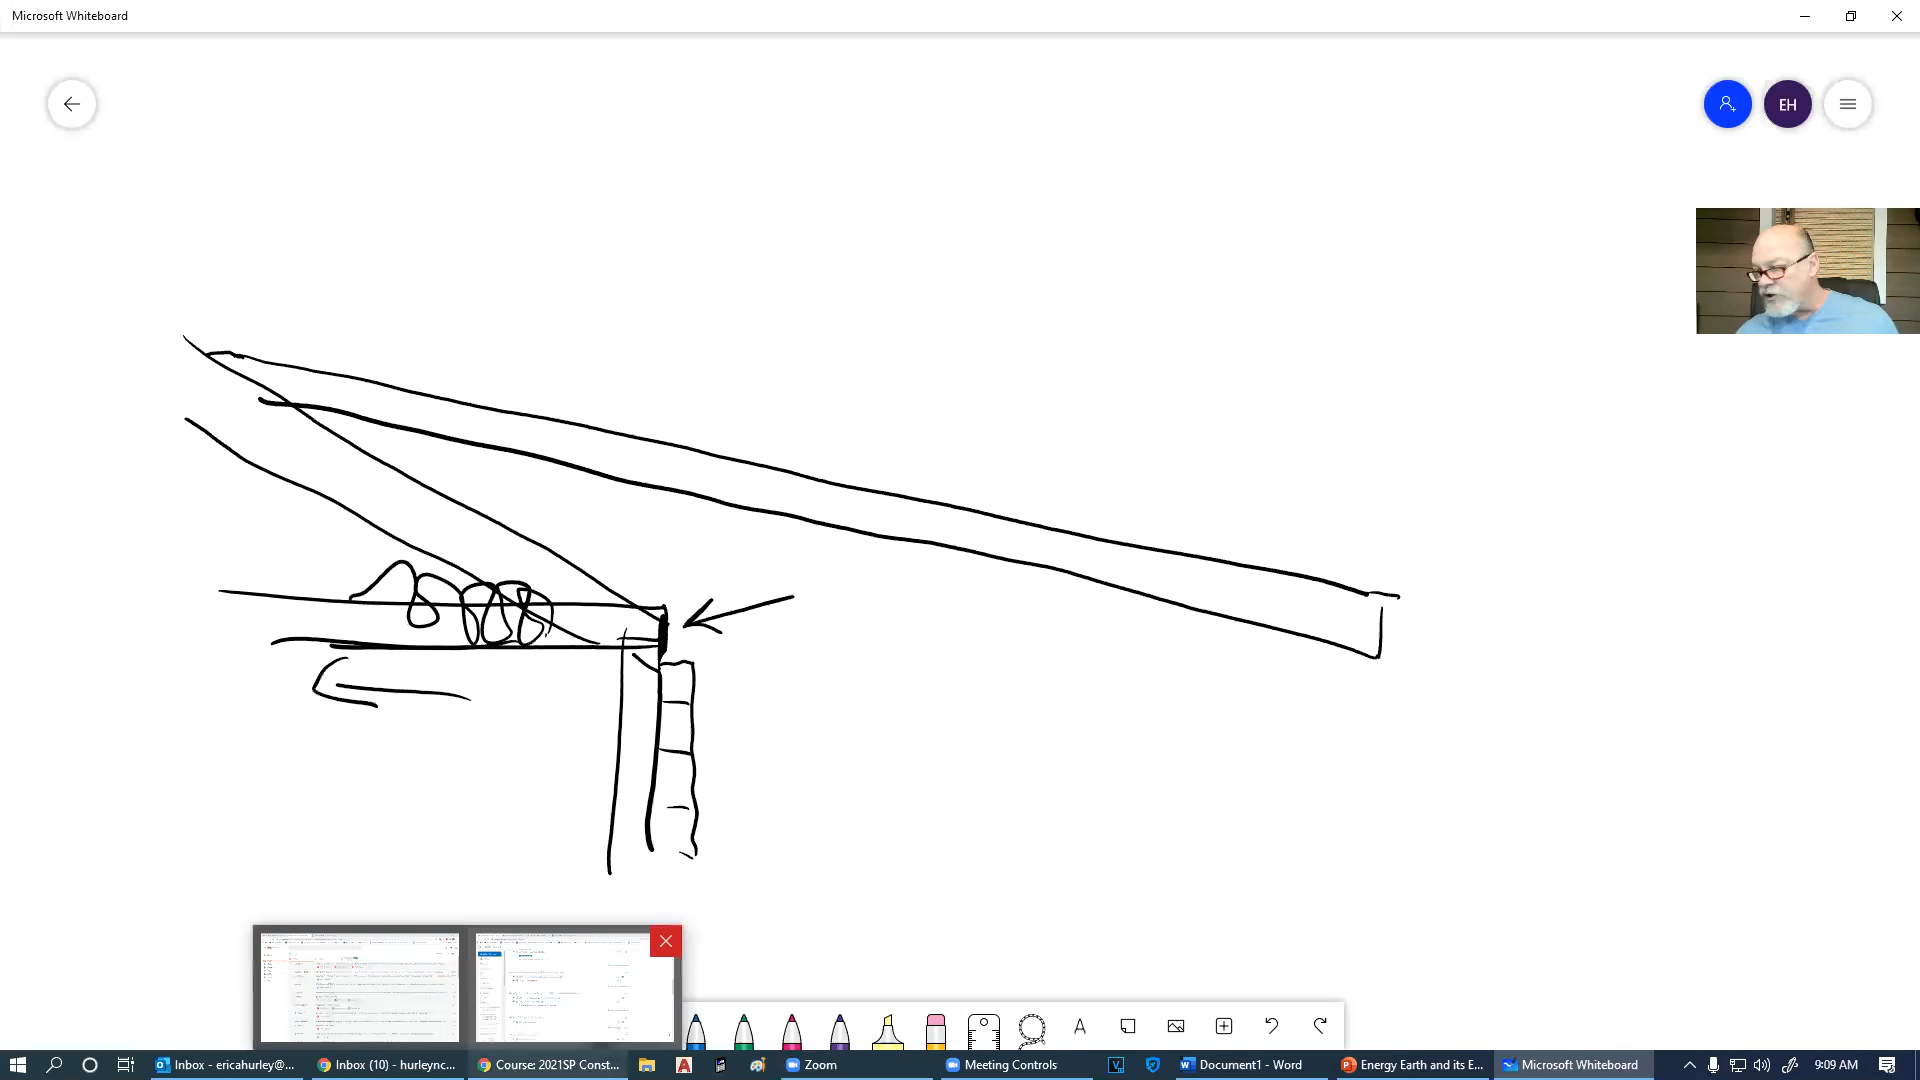 Microsoft Whiteboard
EH
A
Inbox - ericahurley@...
Inbox (10) - hurleync...
Course: 2021SP Const...
Zoom
Meeting Controls
Document1 - Word
Energy Earth and its E...
Microsoft Whiteboard
9:09 AM